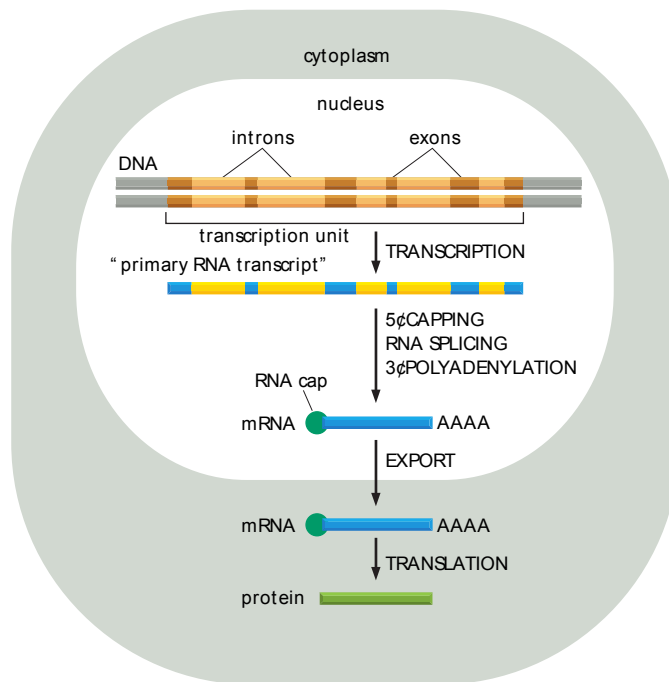 cytoplasm
nucleus
introns
exons
DNA
transcription unit
TRANSCRIPTION
“primary RNA transcript”
5¢CAPPING
RNA SPLICING
3¢POLYADENYLATION
RNA cap
mRNA
AAAA
EXPORT
mRNA
AAAA
TRANSLATION
protein